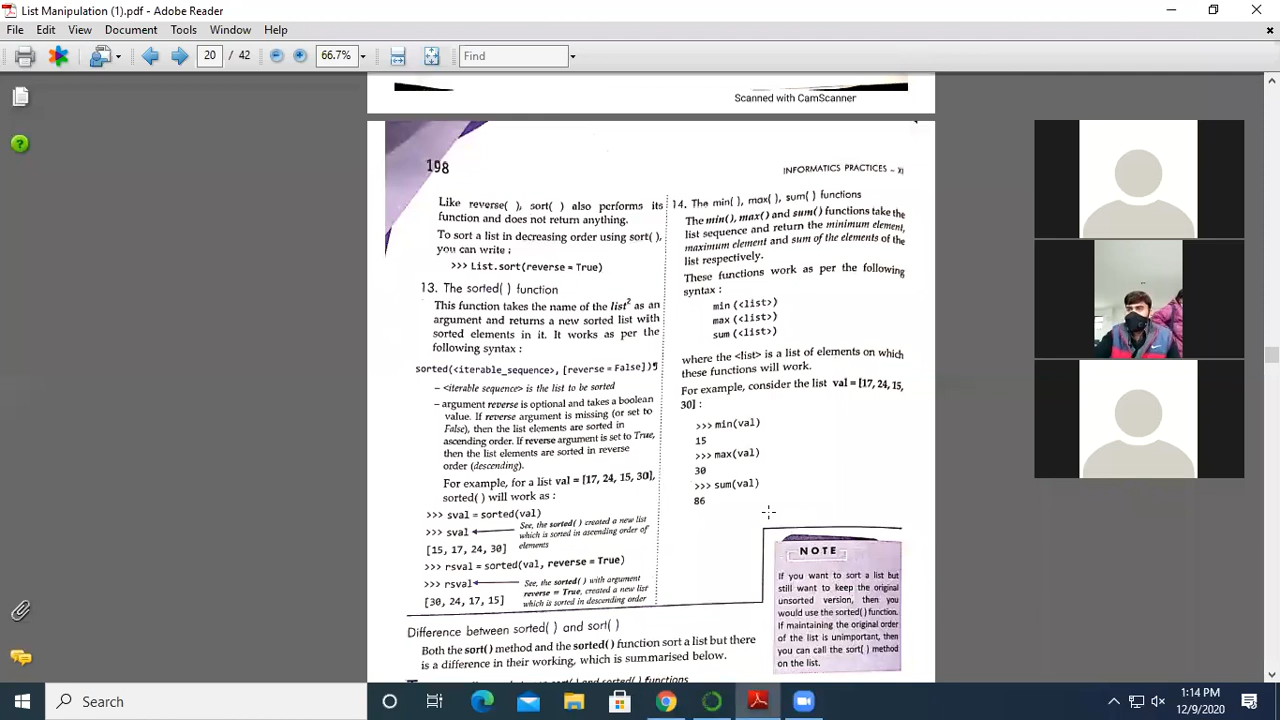 List Manipulation (1).pdf - Adobe Reader
File Edit View Document Tools Window Help
20 / 42 66.7% Find
Scanned with CamScanner
198
INFORMATICS PRACTICES – XI
Like reverse( ), sort( ) also performs its
function and does not return anything.
To sort a list in decreasing order using sort( ),
you can write :
>>> List.sort(reverse = True)
13. The sorted( ) function
This function takes the name of the list2 as an
argument and returns a new sorted list with
sorted elements in it. It works as per the
following syntax :
sorted(<iterable_sequence>, [reverse = False])¶
– <iterable sequence> is the list to be sorted
– argument reverse is optional and takes a boolean
value. If reverse argument is missing (or set to
False), then the list elements are sorted in
ascending order. If reverse argument is set to True,
then the list elements are sorted in reverse
order (descending).
For example, for a list val = [17, 24, 15, 30],
sorted( ) will work as :
>>> sval = sorted(val)
>>> sval
See, the sorted( ) created a new list
which is sorted in ascending order of
elements
[15, 17, 24, 30]
>>> rsval = sorted(val, reverse = True)
>>> rsval
See, the sorted( ) with argument
reverse = True, created a new list
which is sorted in descending order
[30, 24, 17, 15]
14. The min( ), max( ), sum( ) functions
The min( ), max( ) and sum( ) functions take the
list sequence and return the minimum element,
maximum element and sum of the elements of the
list respectively.
These functions work as per the following
syntax :
min (<list>)
max (<list>)
sum (<list>)
where the <list> is a list of elements on which
these functions will work.
For example, consider the list val = [17, 24, 15,
30] :
>>> min(val)
15
>>> max(val)
30
>>> sum(val)
86
NOTE
If you want to sort a list but
still want to keep the original
unsorted version, then you
would use the sorted( ) function.
If maintaining the original order
of the list is unimportant, then
you can call the sort( ) method
on the list.
Difference between sorted( ) and sort( )
Both the sort( ) method and the sorted( ) function sort a list but there
is a difference in their working, which is summarised below.
sort( ) and sorted( ) functions
Search
1:14 PM
12/9/2020